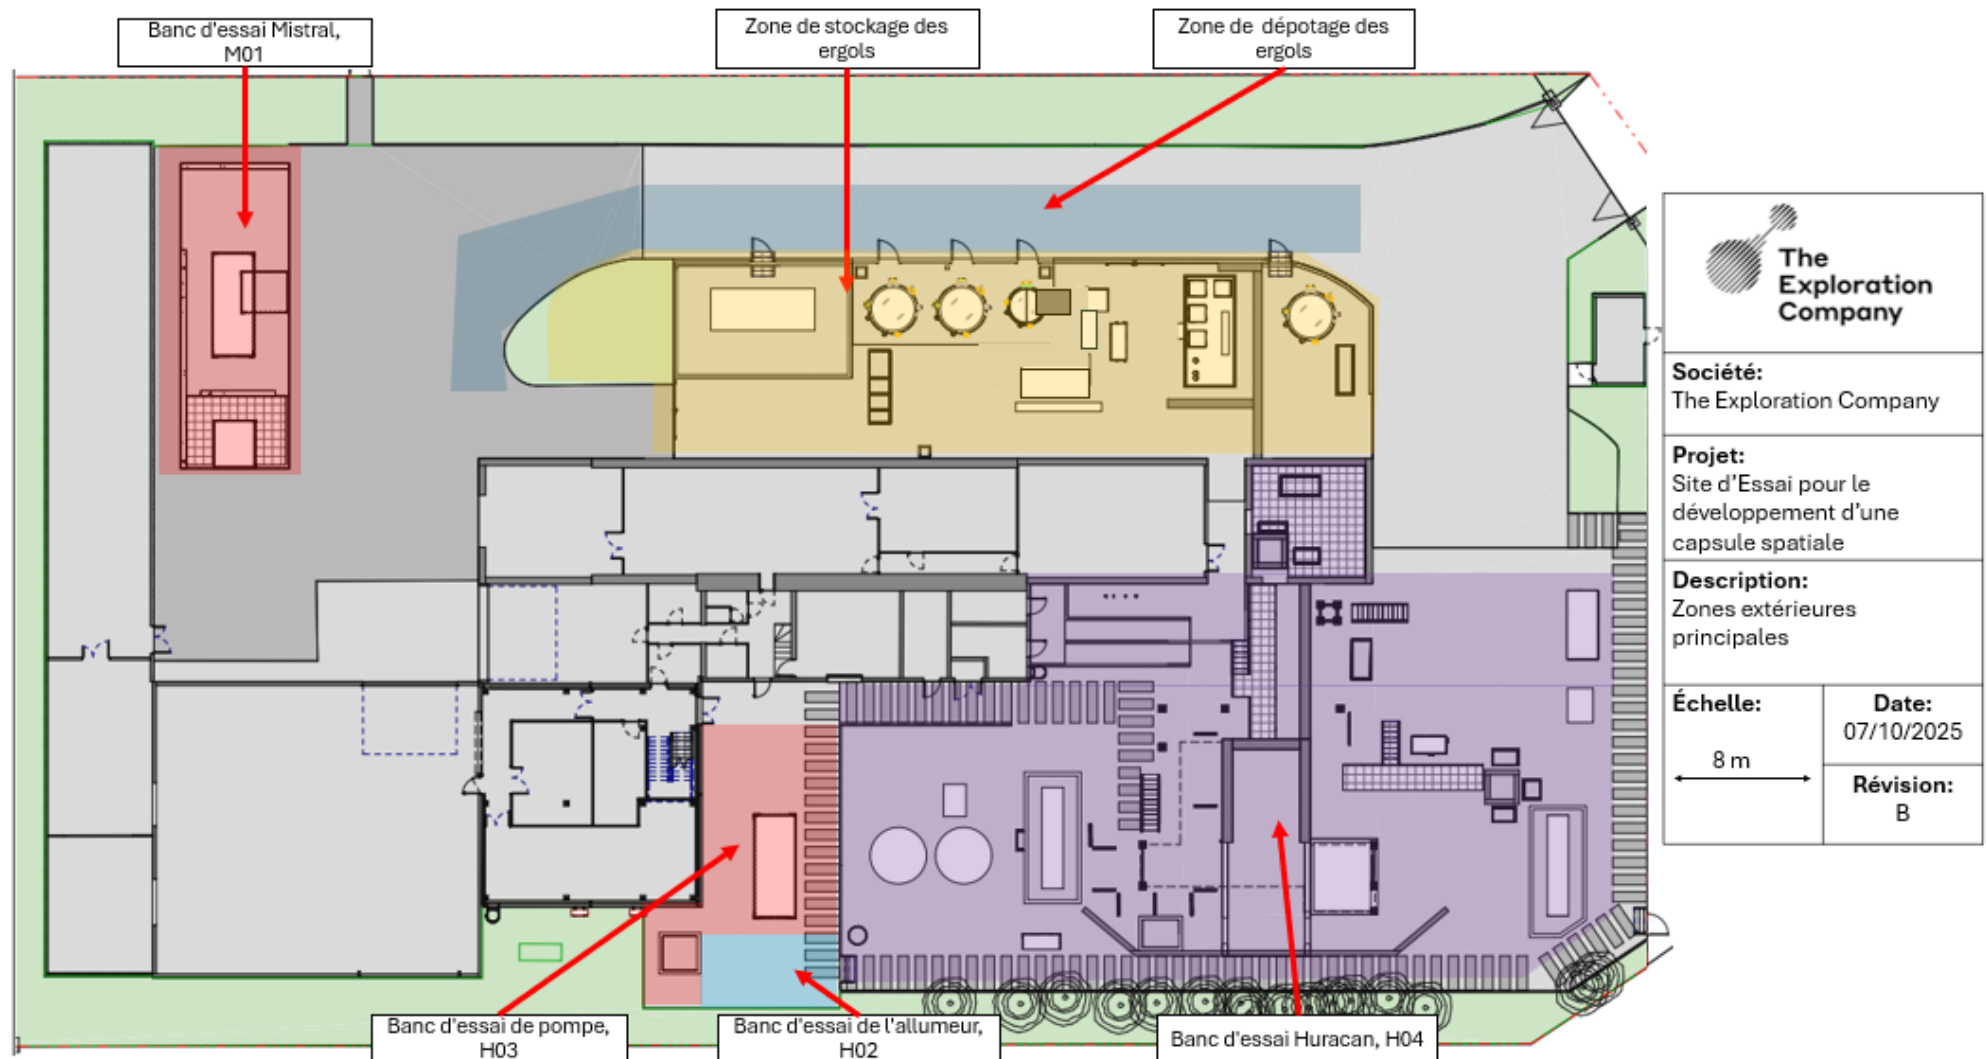 Banc d'essai Mistral,
M01
Zone de stockage des
ergols
Zone de dépotage des
ergols
The
Exploration
Company
Société:
The Exploration Company
Projet:
Site d'Essai pour le
développement d'une
capsule spatiale
Description:
Zones extérieures
principales
Échelle:
8 m
Date:
07/10/2025
Révision:
B
Banc d'essai de pompe,
H03
Banc d'essai de l'allumeur,
H02
Banc d'essai Huracan, H04